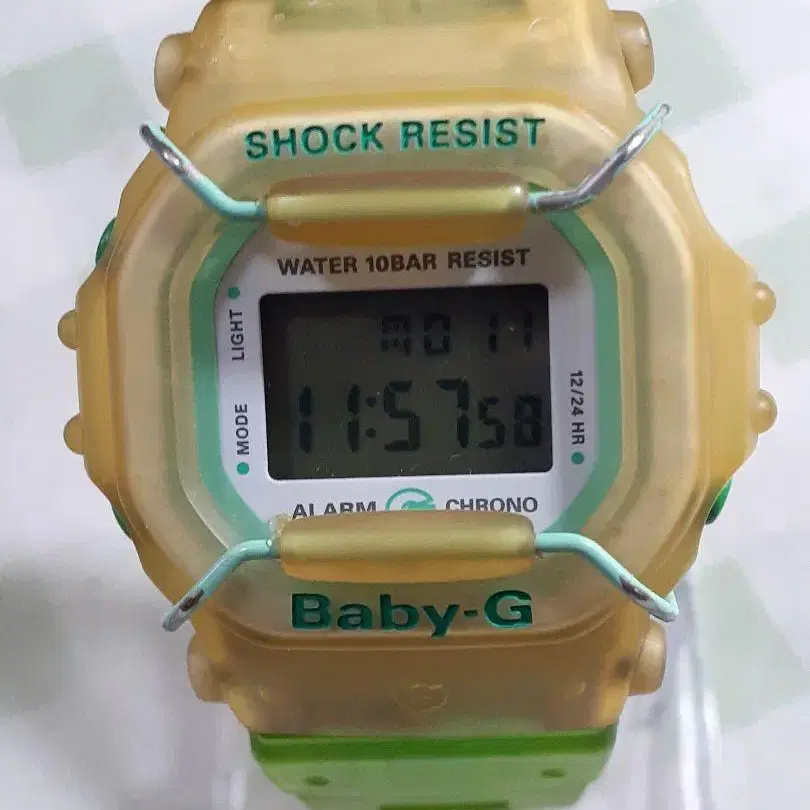 SHOCK RESIST
WATER 10BAR RESIST
LIGHT
MODE
MO 11
11:57 58
12/24 HR
ALARM CHRONO
Baby-G